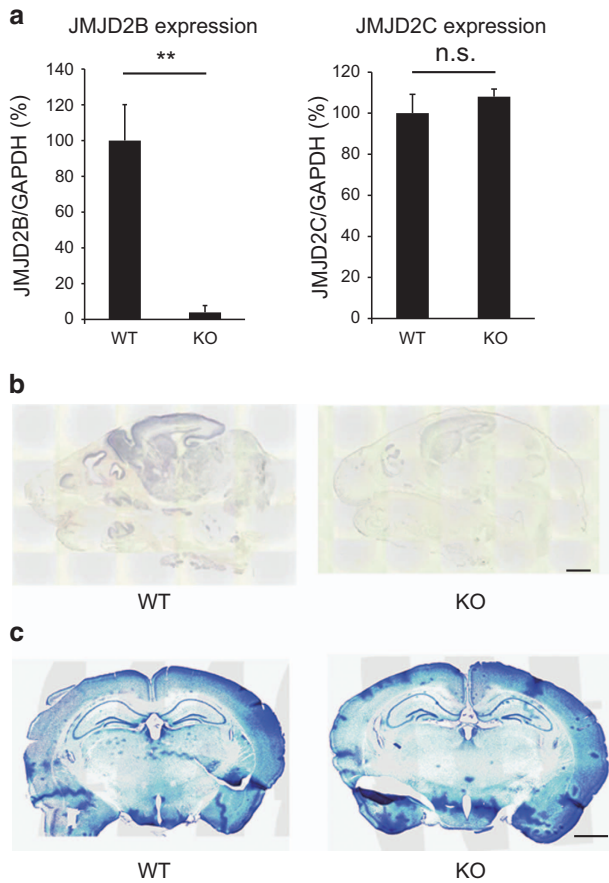 a
JMJD2B expression
**
JMJD2B/GAPDH (%)
140
120
100
80
60
40
20
0
WT KO
JMJD2C expression
n.s.
JMJD2C/GAPDH (%)
120
100
80
60
40
20
0
WT KO
b
WT KO
c
WT KO